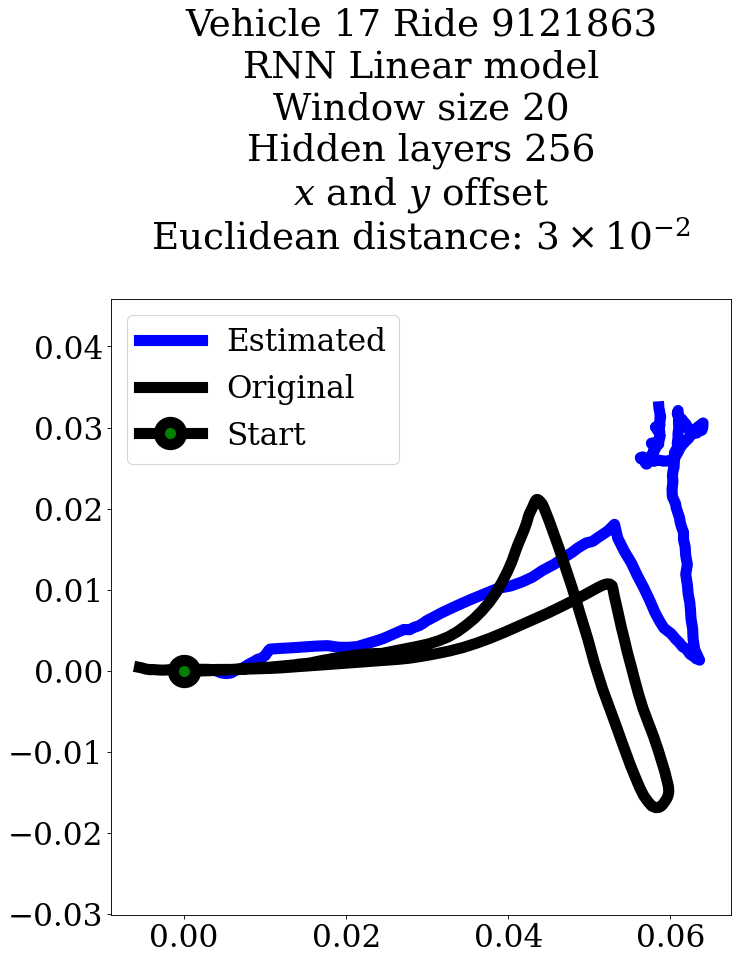 Vehicle 17 Ride 9121863
RNN Linear model
Window size 20
Hidden layers 256
x and y offset
Euclidean distance: 3 × 10⁻²
Estimated
Original
Start
0.04
0.03
0.02
0.01
0.00
−0.01
−0.02
−0.03
0.00 0.02 0.04 0.06